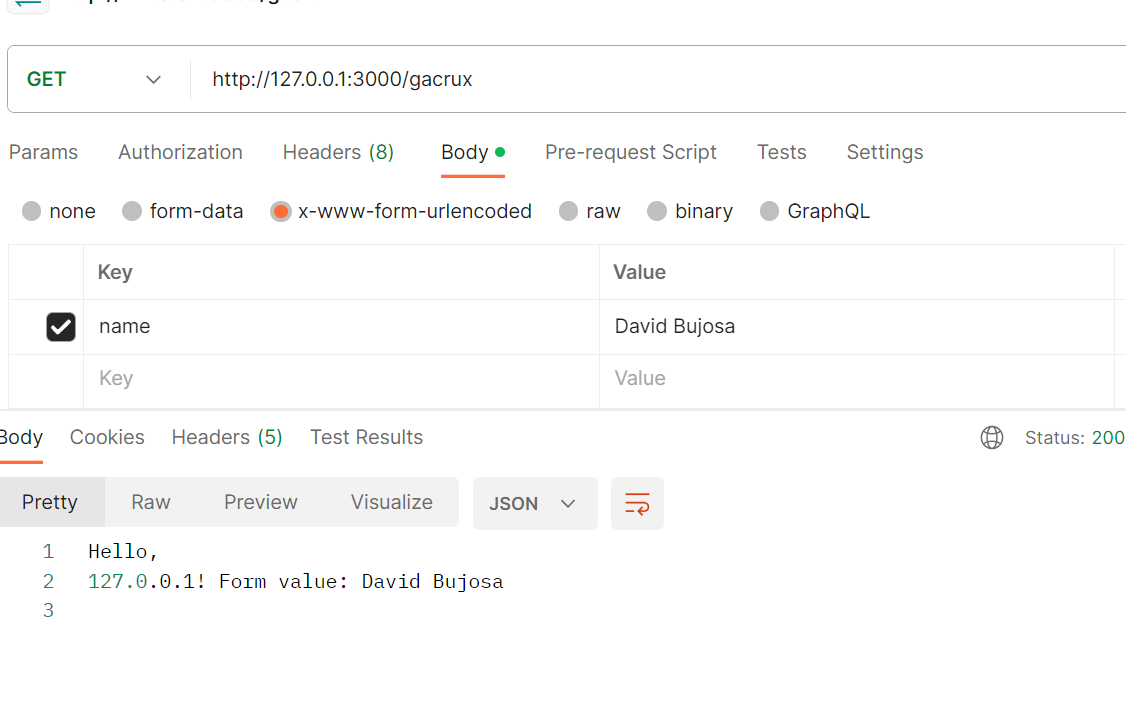 GET http://127.0.0.1:3000/gacrux
Params Authorization Headers (8) Body Pre-request Script Tests Settings
none form-data x-www-form-urlencoded raw binary GraphQL
Key Value
name David Bujosa
Key Value
Body Cookies Headers (5) Test Results Status: 200
Pretty Raw Preview Visualize JSON
1 Hello,
2 127.0.0.1! Form value: David Bujosa
3